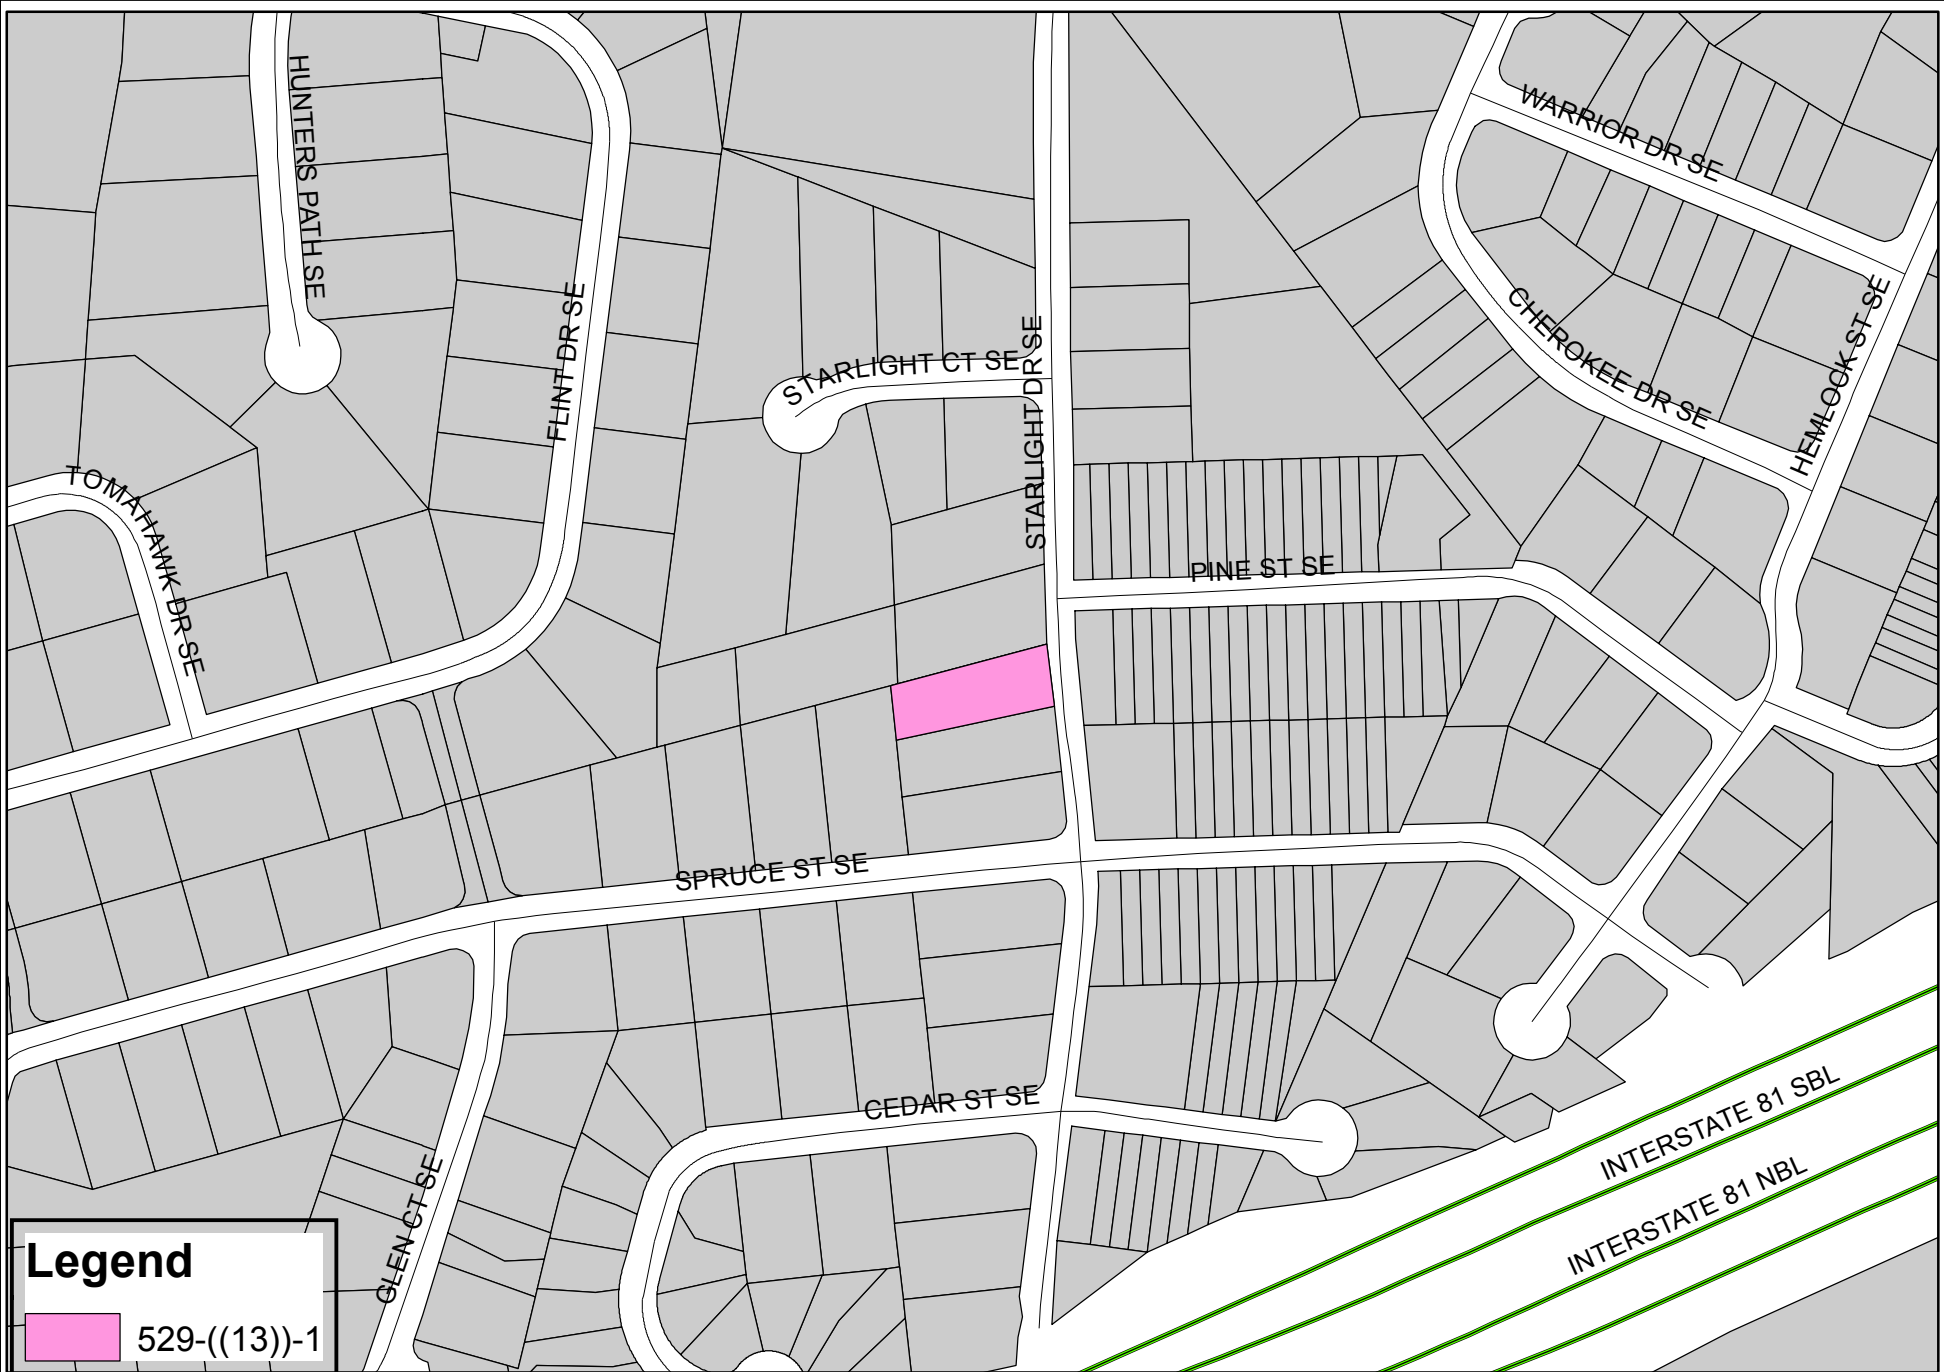 HUNTERS PATH SE
WARRIOR DR SE
FLINT DR SE
STARLIGHT CT SE
STARLIGHT DR SE
CHEROKEE DR SE
HEMLOCK ST SE
TOMAHAWK DR SE
PINE ST SE
SPRUCE ST SE
CEDAR ST SE
INTERSTATE 81 SBL
INTERSTATE 81 NBL
GLEN CT SE
Legend
529-((13))-1